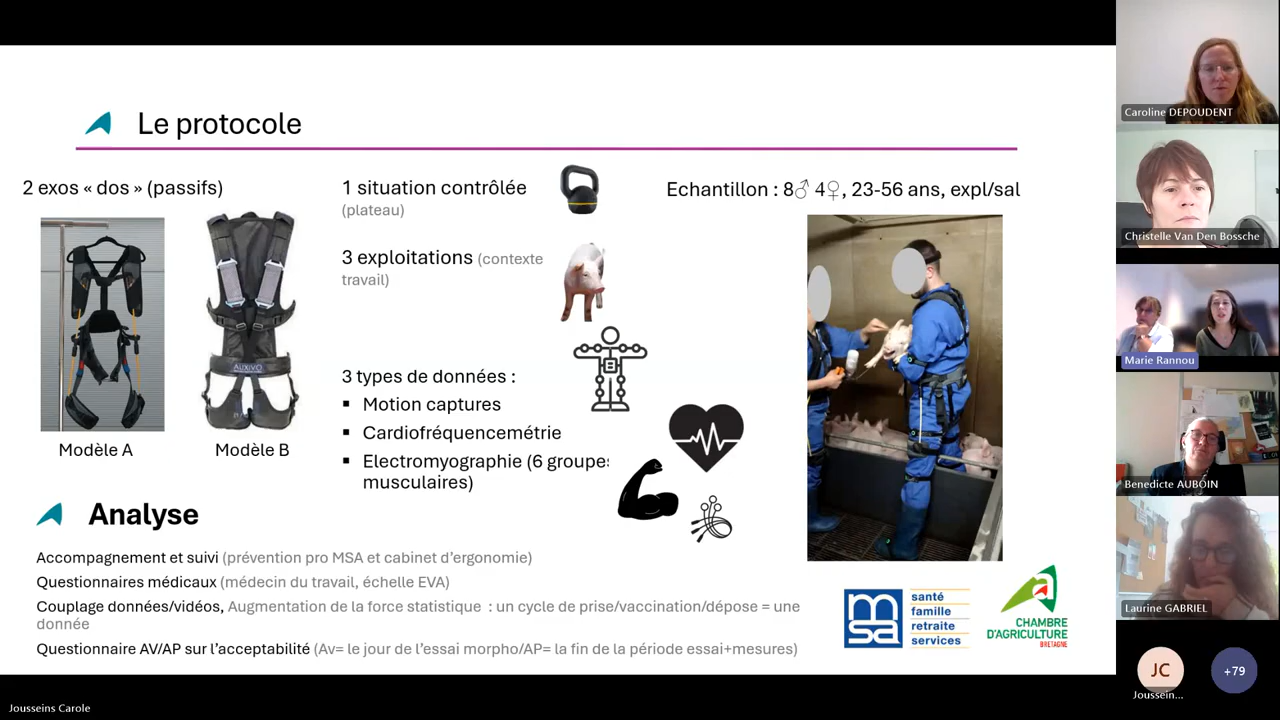 Le protocole
2 exos « dos » (passifs)
AUXIVO
Modèle A
Modèle B
1 situation contrôlée
(plateau)
3 exploitations (contexte
travail)
3 types de données :
▪ Motion captures
▪ Cardiofréquencemétrie
▪ Electromyographie (6 groupes
musculaires)
Echantillon : 8♂ 4♀, 23-56 ans, expl/sal
Analyse
Accompagnement et suivi (prévention pro MSA et cabinet d'ergonomie)
Questionnaires médicaux (médecin du travail, échelle EVA)
Couplage données/vidéos, Augmentation de la force statistique : un cycle de prise/vaccination/dépose = une
donnée
Questionnaire AV/AP sur l'acceptabilité (Av= le jour de l'essai morpho/AP= la fin de la période essai+mesures)
msa
santé
famille
retraite
services
CHAMBRE
D'AGRICULTURE
BRETAGNE
Caroline DEPOUDENT
Christelle Van Den Bossche
Marie Rannou
Benedicte AUBOIN
Laurine GABRIEL
JC
Joussein...
+79
Jousseins Carole